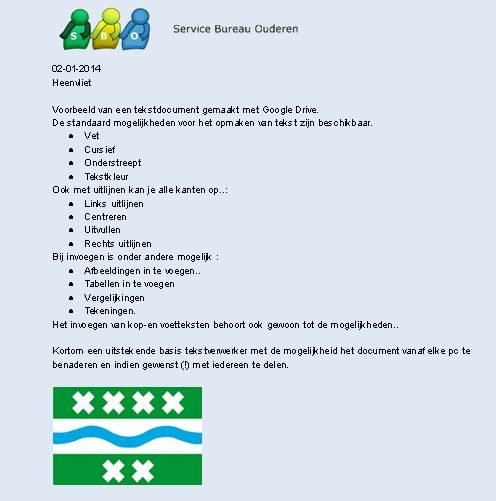 S B O
Service Bureau Ouderen
02-01-2014
Heenvliet
Voorbeeld van een tekstdocument gemaakt met Google Drive.
De standaard mogelijkheden voor het opmaken van tekst zijn beschikbaar.
● Vet
● Cursief
● Onderstreept
● Tekstkleur
Ook met uitlijnen kan je alle kanten op..:
● Links uitlijnen
● Centreren
● Uitvullen
● Rechts uitlijnen
Bij invoegen is onder andere mogelijk :
● Afbeeldingen in te voegen..
● Tabellen in te voegen
● Vergelijkingen
● Tekeningen.
Het invoegen van kop-en voetteksten behoort ook gewoon tot de mogelijkheden..
Kortom een uitstekende basis tekstverwerker met de mogelijkheid het document vanaf elke pc te
benaderen en indien gewenst (!) met iedereen te delen.